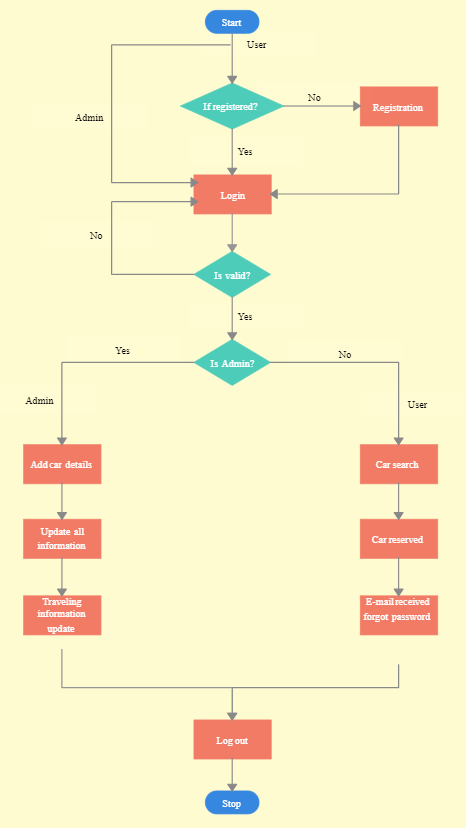 Start
User
If registered?
No
Registration
Admin
Yes
Login
No
Is valid?
Yes
Is Admin?
Yes
No
Admin
User
Add car details
Car search
Update all
information
Car reserved
Traveling
information
update
E-mail received
forgot password
Log out
Stop